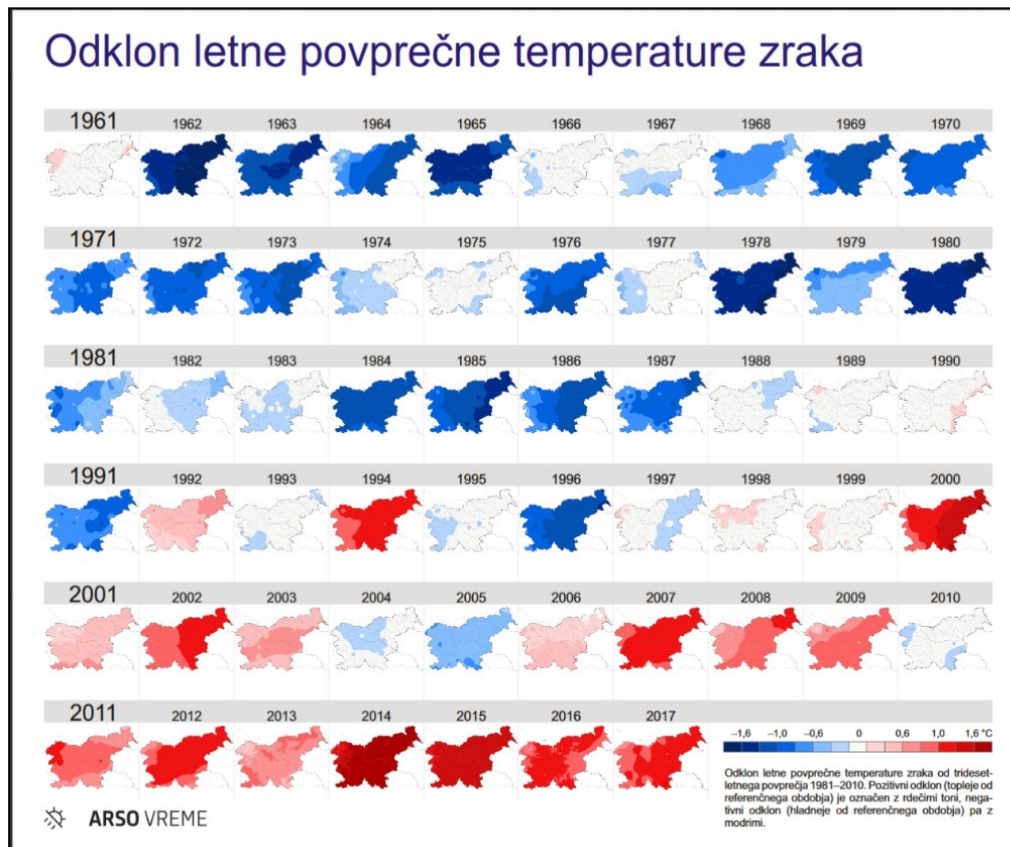 Odklon letne povprečne temperature zraka
1961 1962 1963 1964 1965 1966 1967 1968 1969 1970
1971 1972 1973 1974 1975 1976 1977 1978 1979 1980
1981 1982 1983 1984 1985 1986 1987 1988 1989 1990
1991 1992 1993 1994 1995 1996 1997 1998 1999 2000
2001 2002 2003 2004 2005 2006 2007 2008 2009 2010
2011 2012 2013 2014 2015 2016 2017
–1,6 –1,0 –0,6 0 0,6 1,0 1,6 °C
Odklon letne povprečne temperature zraka od trideset-
letnega povprečja 1981–2010. Pozitivni odklon (topleje od
referenčnega obdobja) je označen z rdečimi toni, nega-
tivni odklon (hladneje od referenčnega obdobja) pa z
modrimi.
ARSO VREME